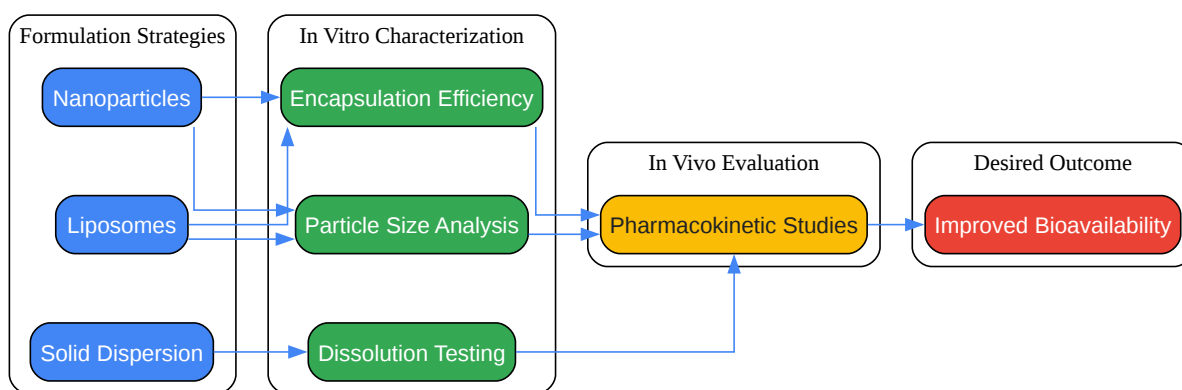 Formulation Strategies
Nanoparticles
Liposomes
Solid Dispersion
In Vitro Characterization
Encapsulation Efficiency
Particle Size Analysis
Dissolution Testing
In Vivo Evaluation
Pharmacokinetic Studies
Desired Outcome
Improved Bioavailability